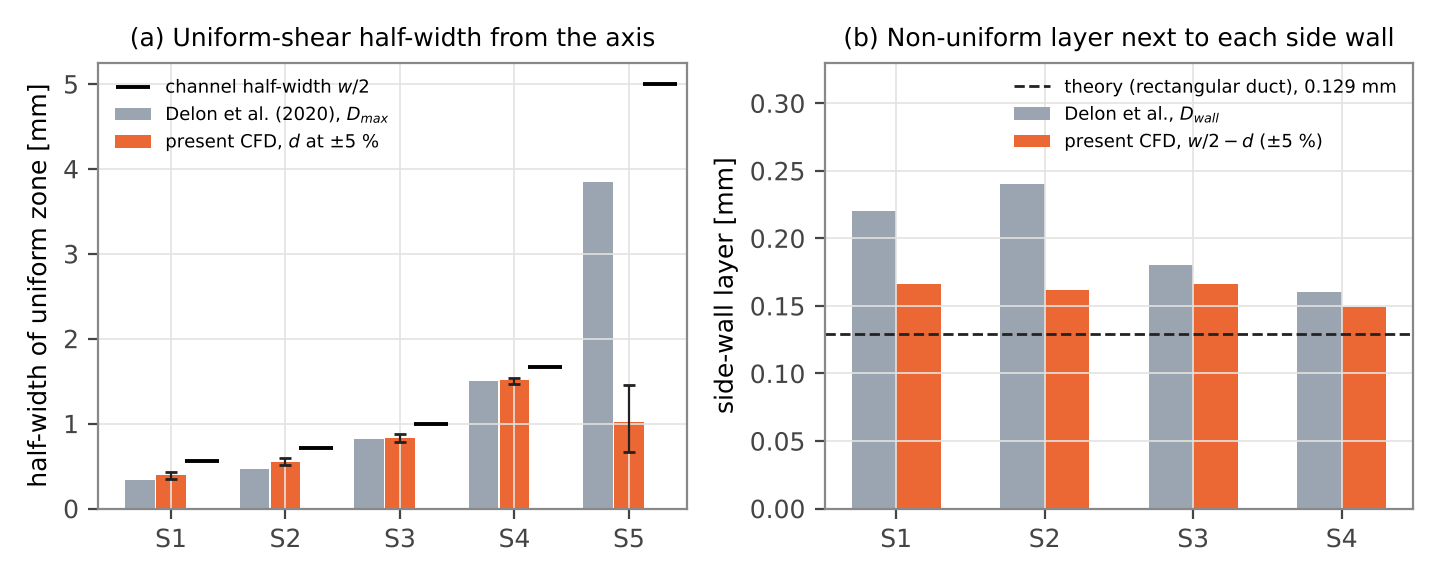 (a) Uniform-shear half-width from the axis
half-width of uniform zone [mm]
5
4
3
2
1
0
channel half-width w/2
Delon et al. (2020), Dmax
present CFD, d at ±5 %
S1 S2 S3 S4 S5
(b) Non-uniform layer next to each side wall
side-wall layer [mm]
0.30
0.25
0.20
0.15
0.10
0.05
0.00
theory (rectangular duct), 0.129 mm
Delon et al., Dwall
present CFD, w/2 − d (±5 %)
S1 S2 S3 S4